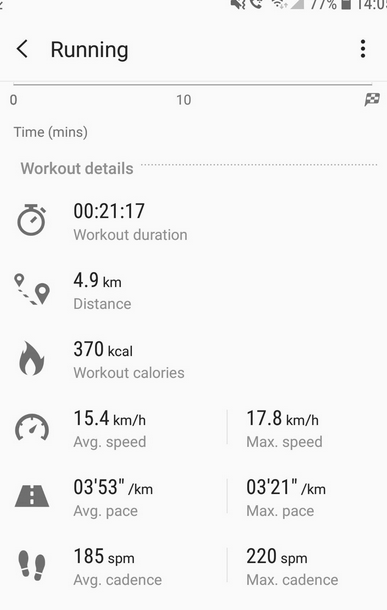 77% 14:05
Running
0 10
Time (mins)
Workout details
00:21:17
Workout duration
4.9 km
Distance
370 kcal
Workout calories
15.4 km/h 17.8 km/h
Avg. speed Max. speed
03'53" /km 03'21" /km
Avg. pace Max. pace
185 spm 220 spm
Avg. cadence Max. cadence